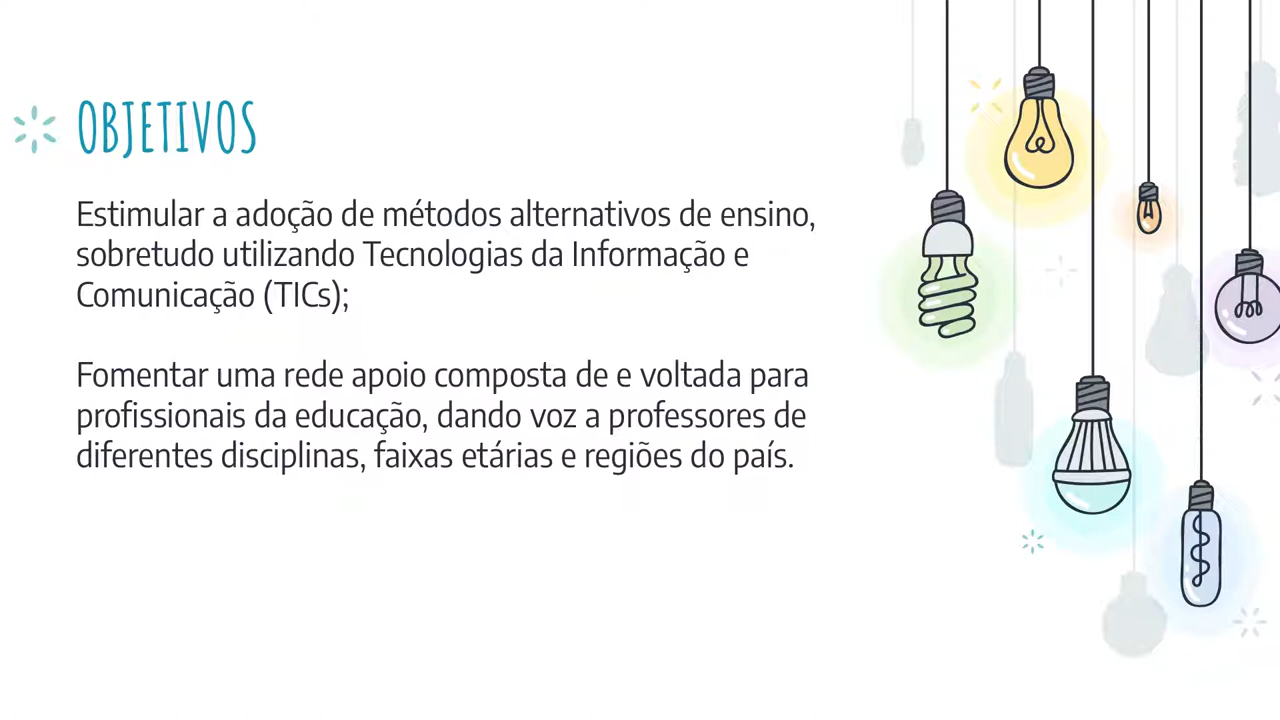 OBJETIVOS
Estimular a adoção de métodos alternativos de ensino,
sobretudo utilizando Tecnologias da Informação e
Comunicação (TICs);
Fomentar uma rede apoio composta de e voltada para
profissionais da educação, dando voz a professores de
diferentes disciplinas, faixas etárias e regiões do país.